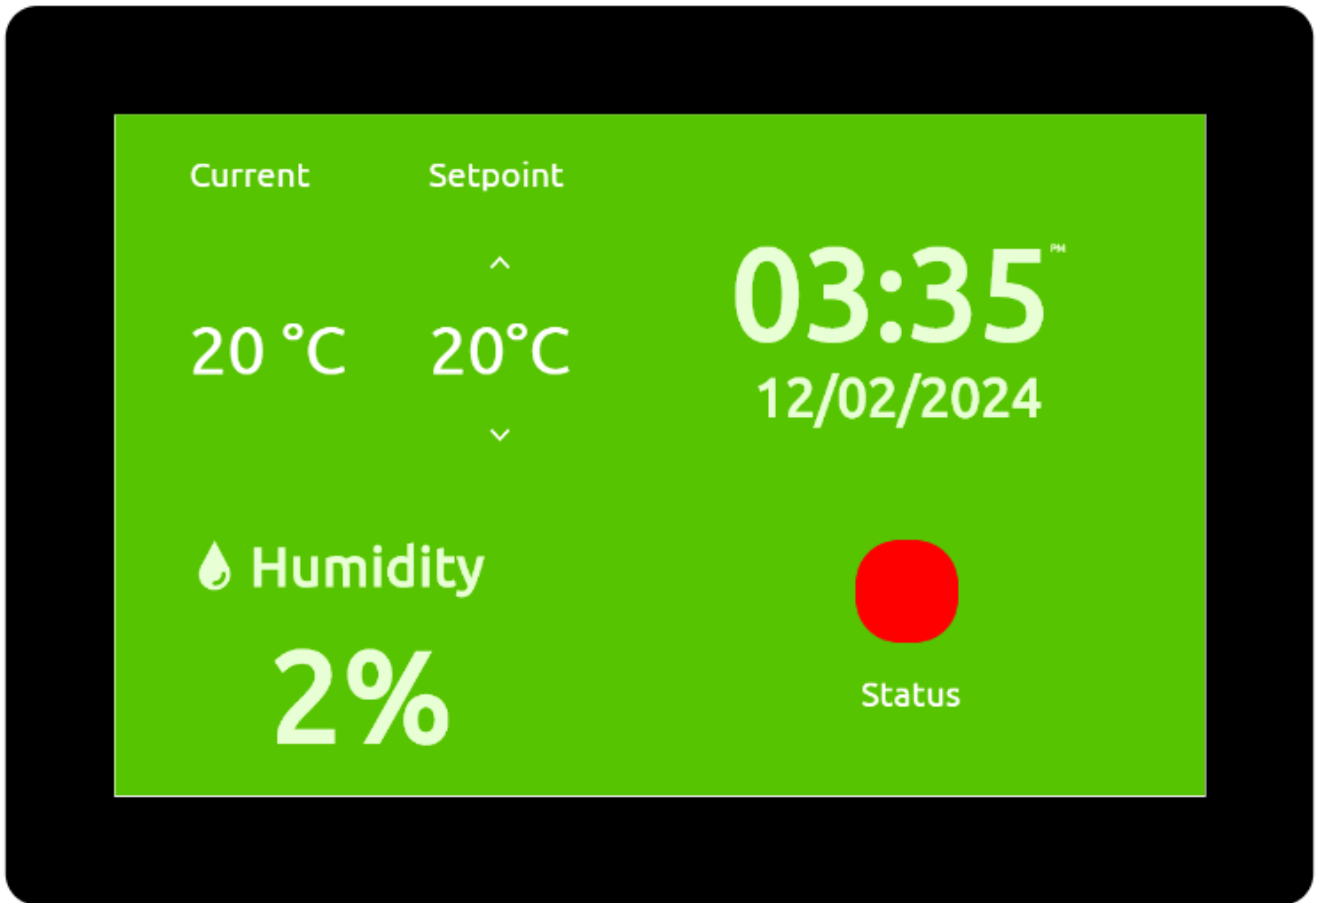 Current Setpoint
03:35 PM
20 °C 20°C
12/02/2024
Humidity
2%
Status